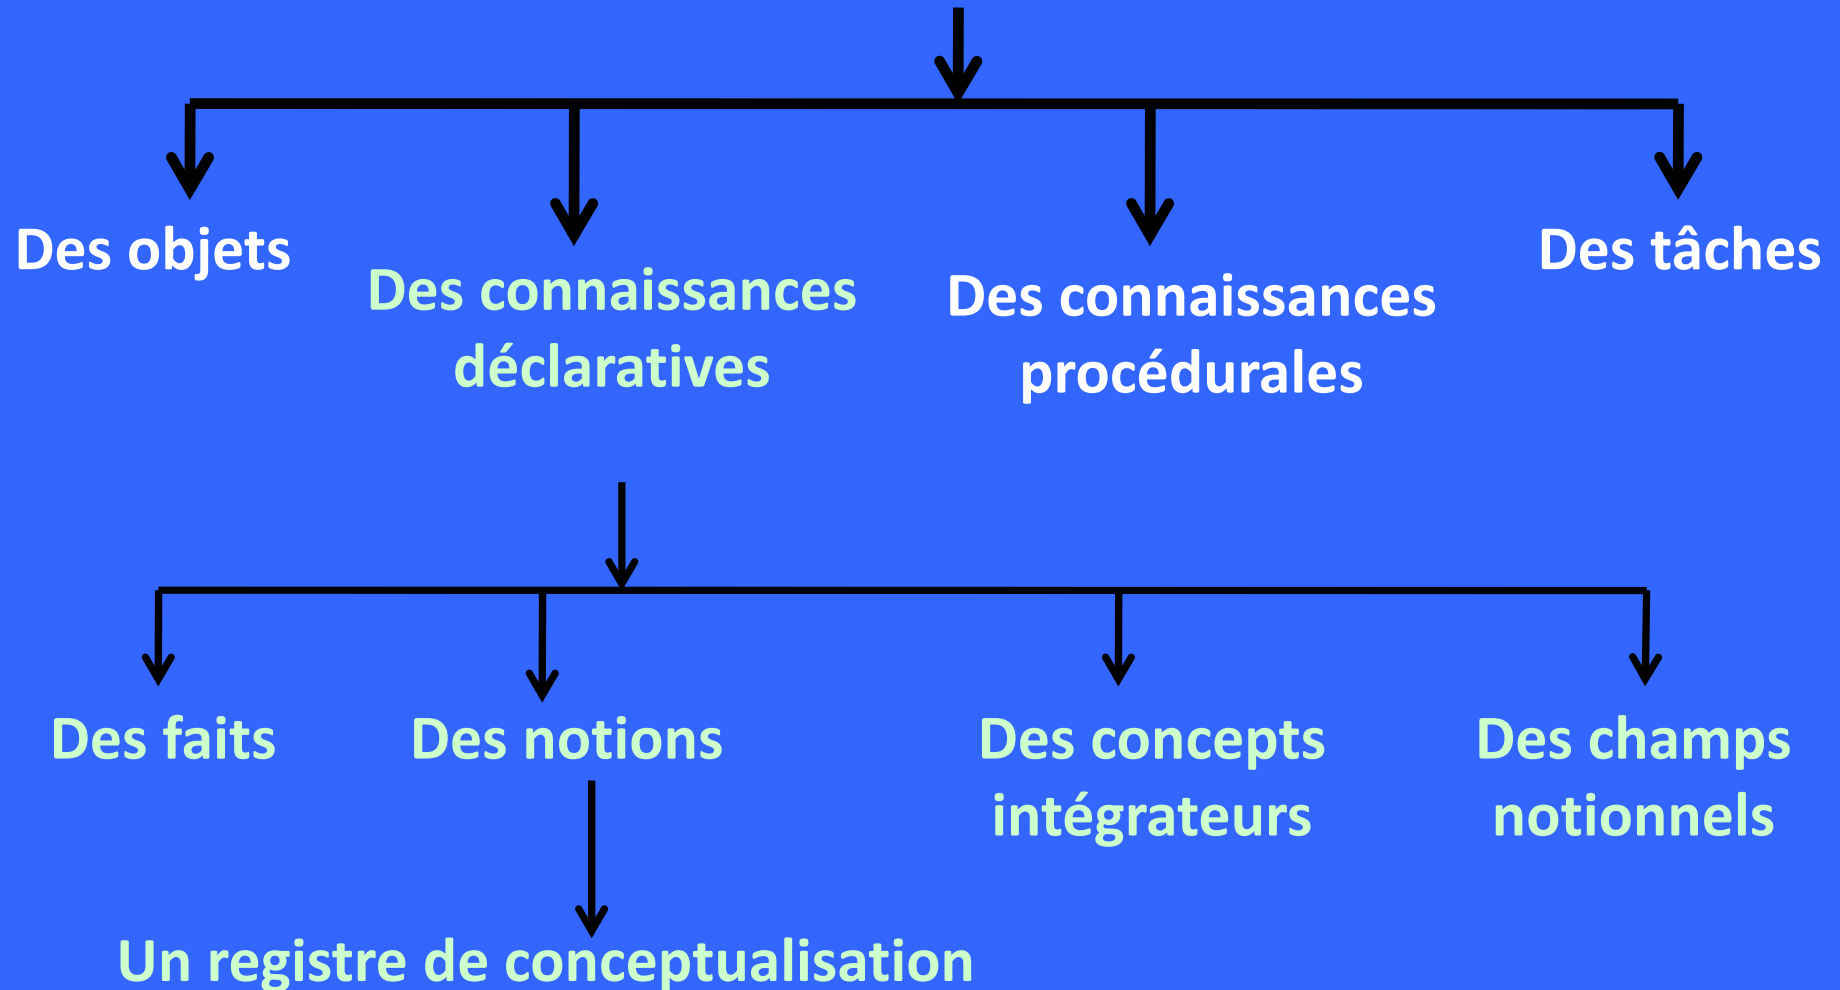 Des objets
Des connaissances
déclaratives
Des connaissances
procédurales
Des tâches
Des faits
Des notions
Des concepts
intégrateurs
Des champs
notionnels
Un registre de conceptualisation